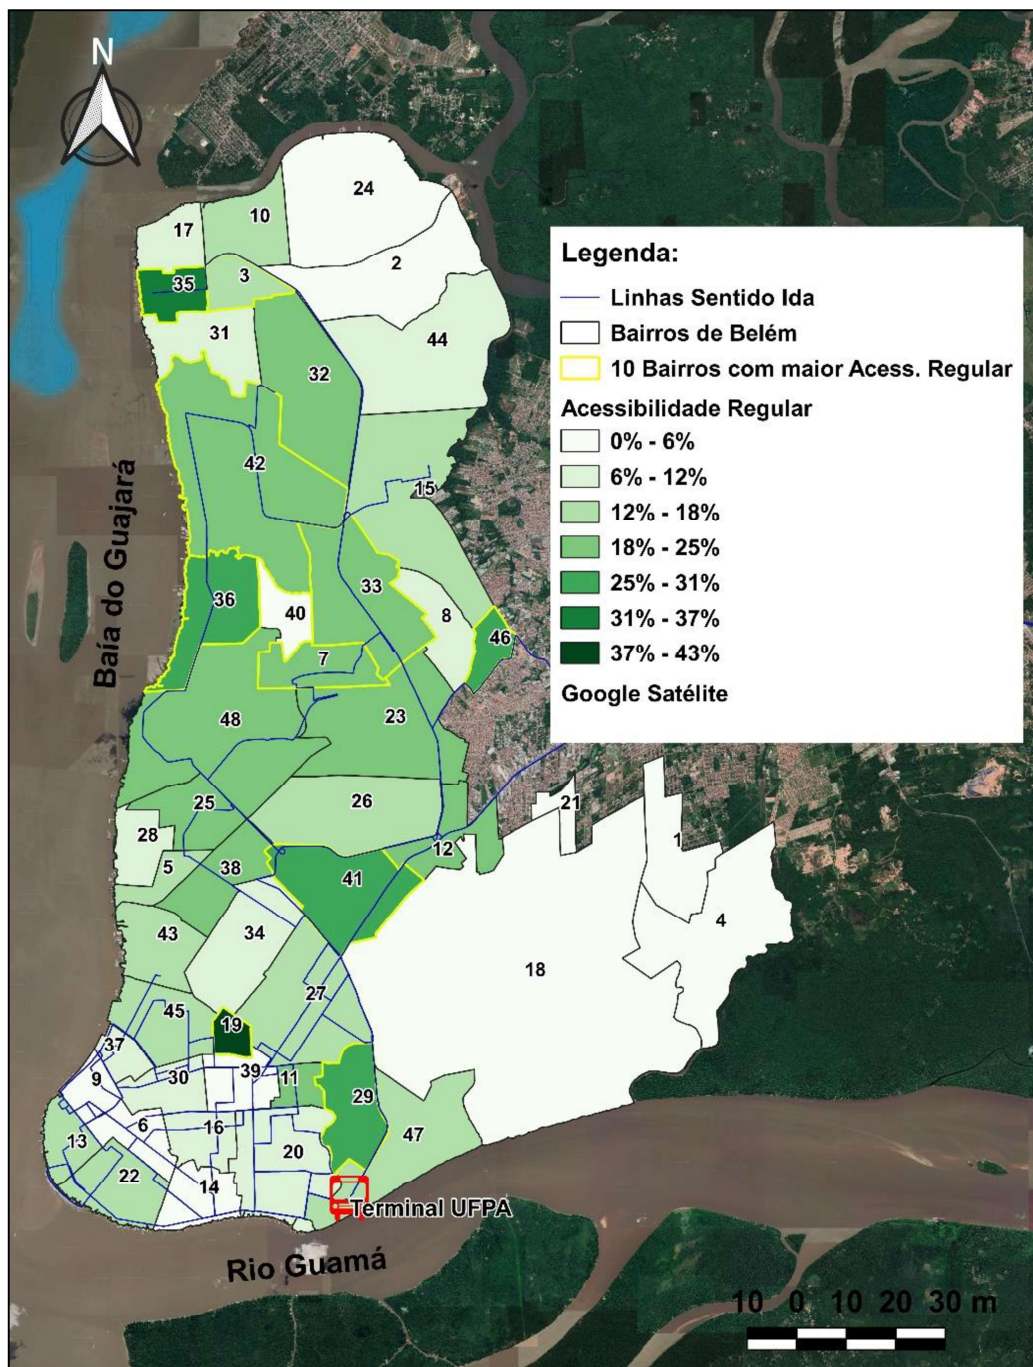 N
24
10
17
2
3
35
44
31
32
42
15
33
36
40
8
46
7
23
48
26
25
28
12
21
1
5
38
41
4
43
34
18
27
45
19
37
39
9
30
11
29
6
16
47
13
20
22
14
Terminal UFPA
Baía do Guajará
Rio Guamá
Legenda:
Linhas Sentido Ida
Bairros de Belém
10 Bairros com maior Acess. Regular
Acessibilidade Regular
0% - 6%
6% - 12%
12% - 18%
18% - 25%
25% - 31%
31% - 37%
37% - 43%
Google Satélite
10 0 10 20 30 m